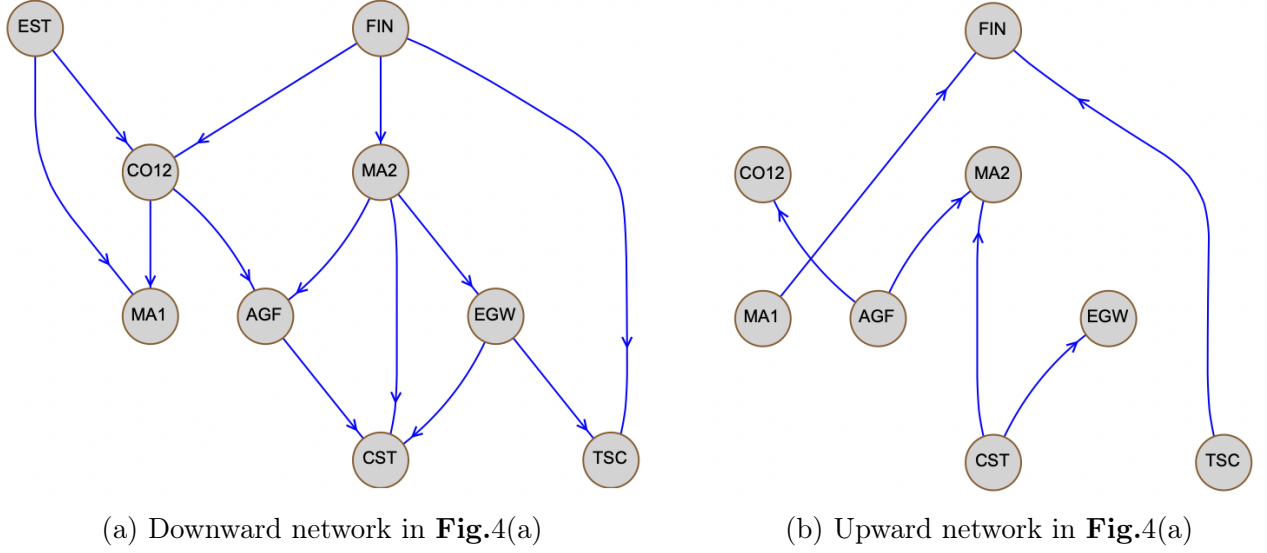 EST
FIN
CO12
MA2
MA1
AGF
EGW
CST
TSC
(a) Downward network in Fig.4(a)
FIN
CO12
MA2
MA1
AGF
EGW
CST
TSC
(b) Upward network in Fig.4(a)